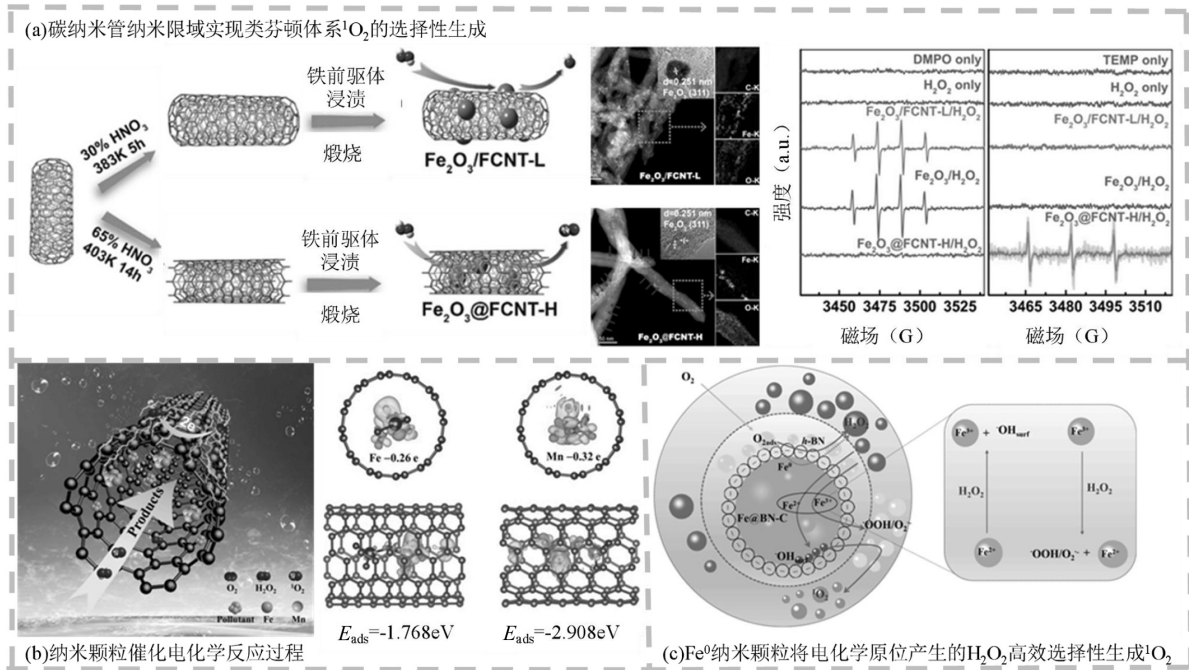 (a)碳纳米管纳米限域实现类芬顿体系¹O₂的选择性生成
30% HNO₃
383K 5h
65% HNO₃
403K 14h
铁前驱体
浸渍
煅烧
Fe₂O₃/FCNT-L
铁前驱体
浸渍
煅烧
Fe₂O₃@FCNT-H
d=0.251 nm
Fe₂O₃ (311)
C-K
Fe-K
O-K
Fe₂O₃/FCNT-L
d=0.251 nm
Fe₂O₃ (311)
Fe-K
O-K
Fe₂O₃@FCNT-H
强度（a.u.）
DMPO only
H₂O₂ only
Fe₂O₃/FCNT-L/H₂O₂
Fe₂O₃/H₂O₂
Fe₂O₃@FCNT-H/H₂O₂
3450 3475 3500 3525
磁场（G）
TEMP only
H₂O₂ only
Fe₂O₃/FCNT-L/H₂O₂
Fe₂O₃/H₂O₂
Fe₂O₃@FCNT-H/H₂O₂
3465 3480 3495 3510
磁场（G）
Products
O₂ H₂O₂ ¹O₂
Pollutant Fe Mn
Fe −0.26 e
Mn −0.32 e
Eads=-1.768eV
Eads=-2.908eV
(b)纳米颗粒催化电化学反应过程
O₂
O₂ads
h-BN
H₂O₂
Fe⁰
Fe²⁺
Fe³⁺
Fe@BN-C
·OOH/O₂·⁻
¹O₂
Fe³⁺ + ·OHsurf
Fe³⁺
H₂O₂
H₂O₂
Fe²⁺
·OOH/O₂·⁻ + Fe²⁺
(c)Fe⁰纳米颗粒将电化学原位产生的H₂O₂高效选择性生成¹O₂